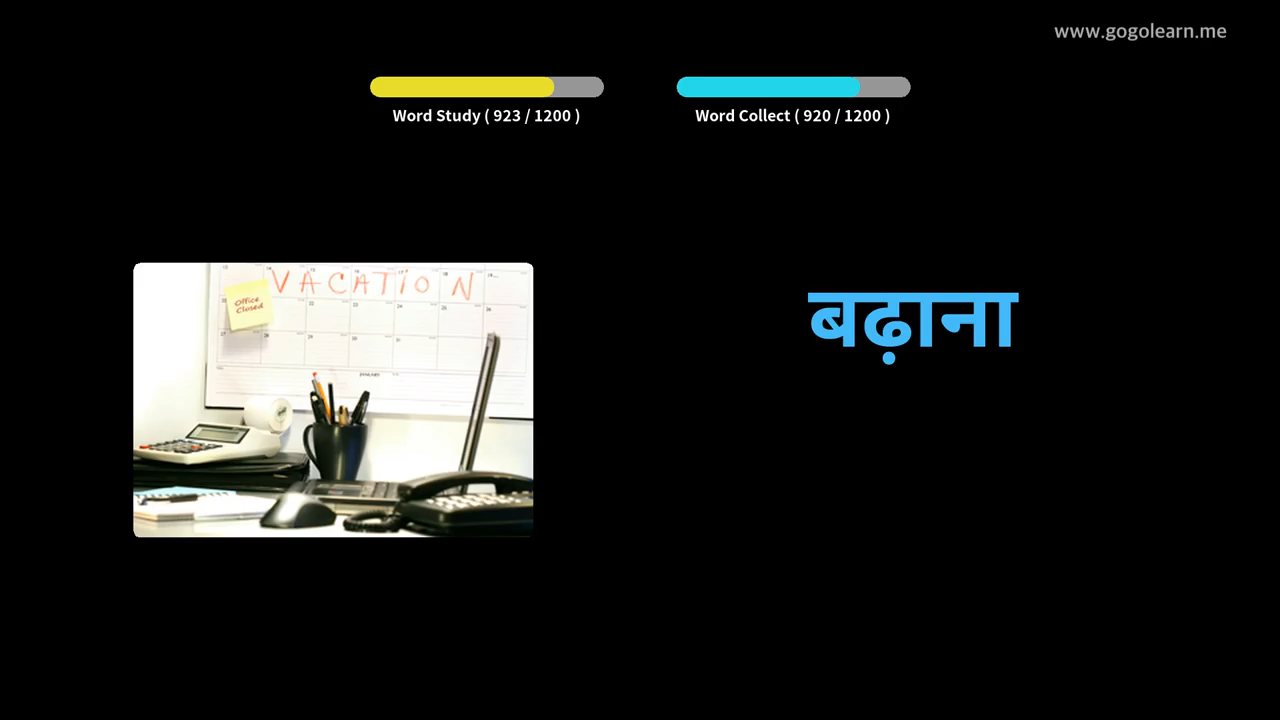 www.gogolearn.me
Word Study ( 923 / 1200 )
Word Collect ( 920 / 1200 )
VACATION
Office
Closed
बढ़ाना